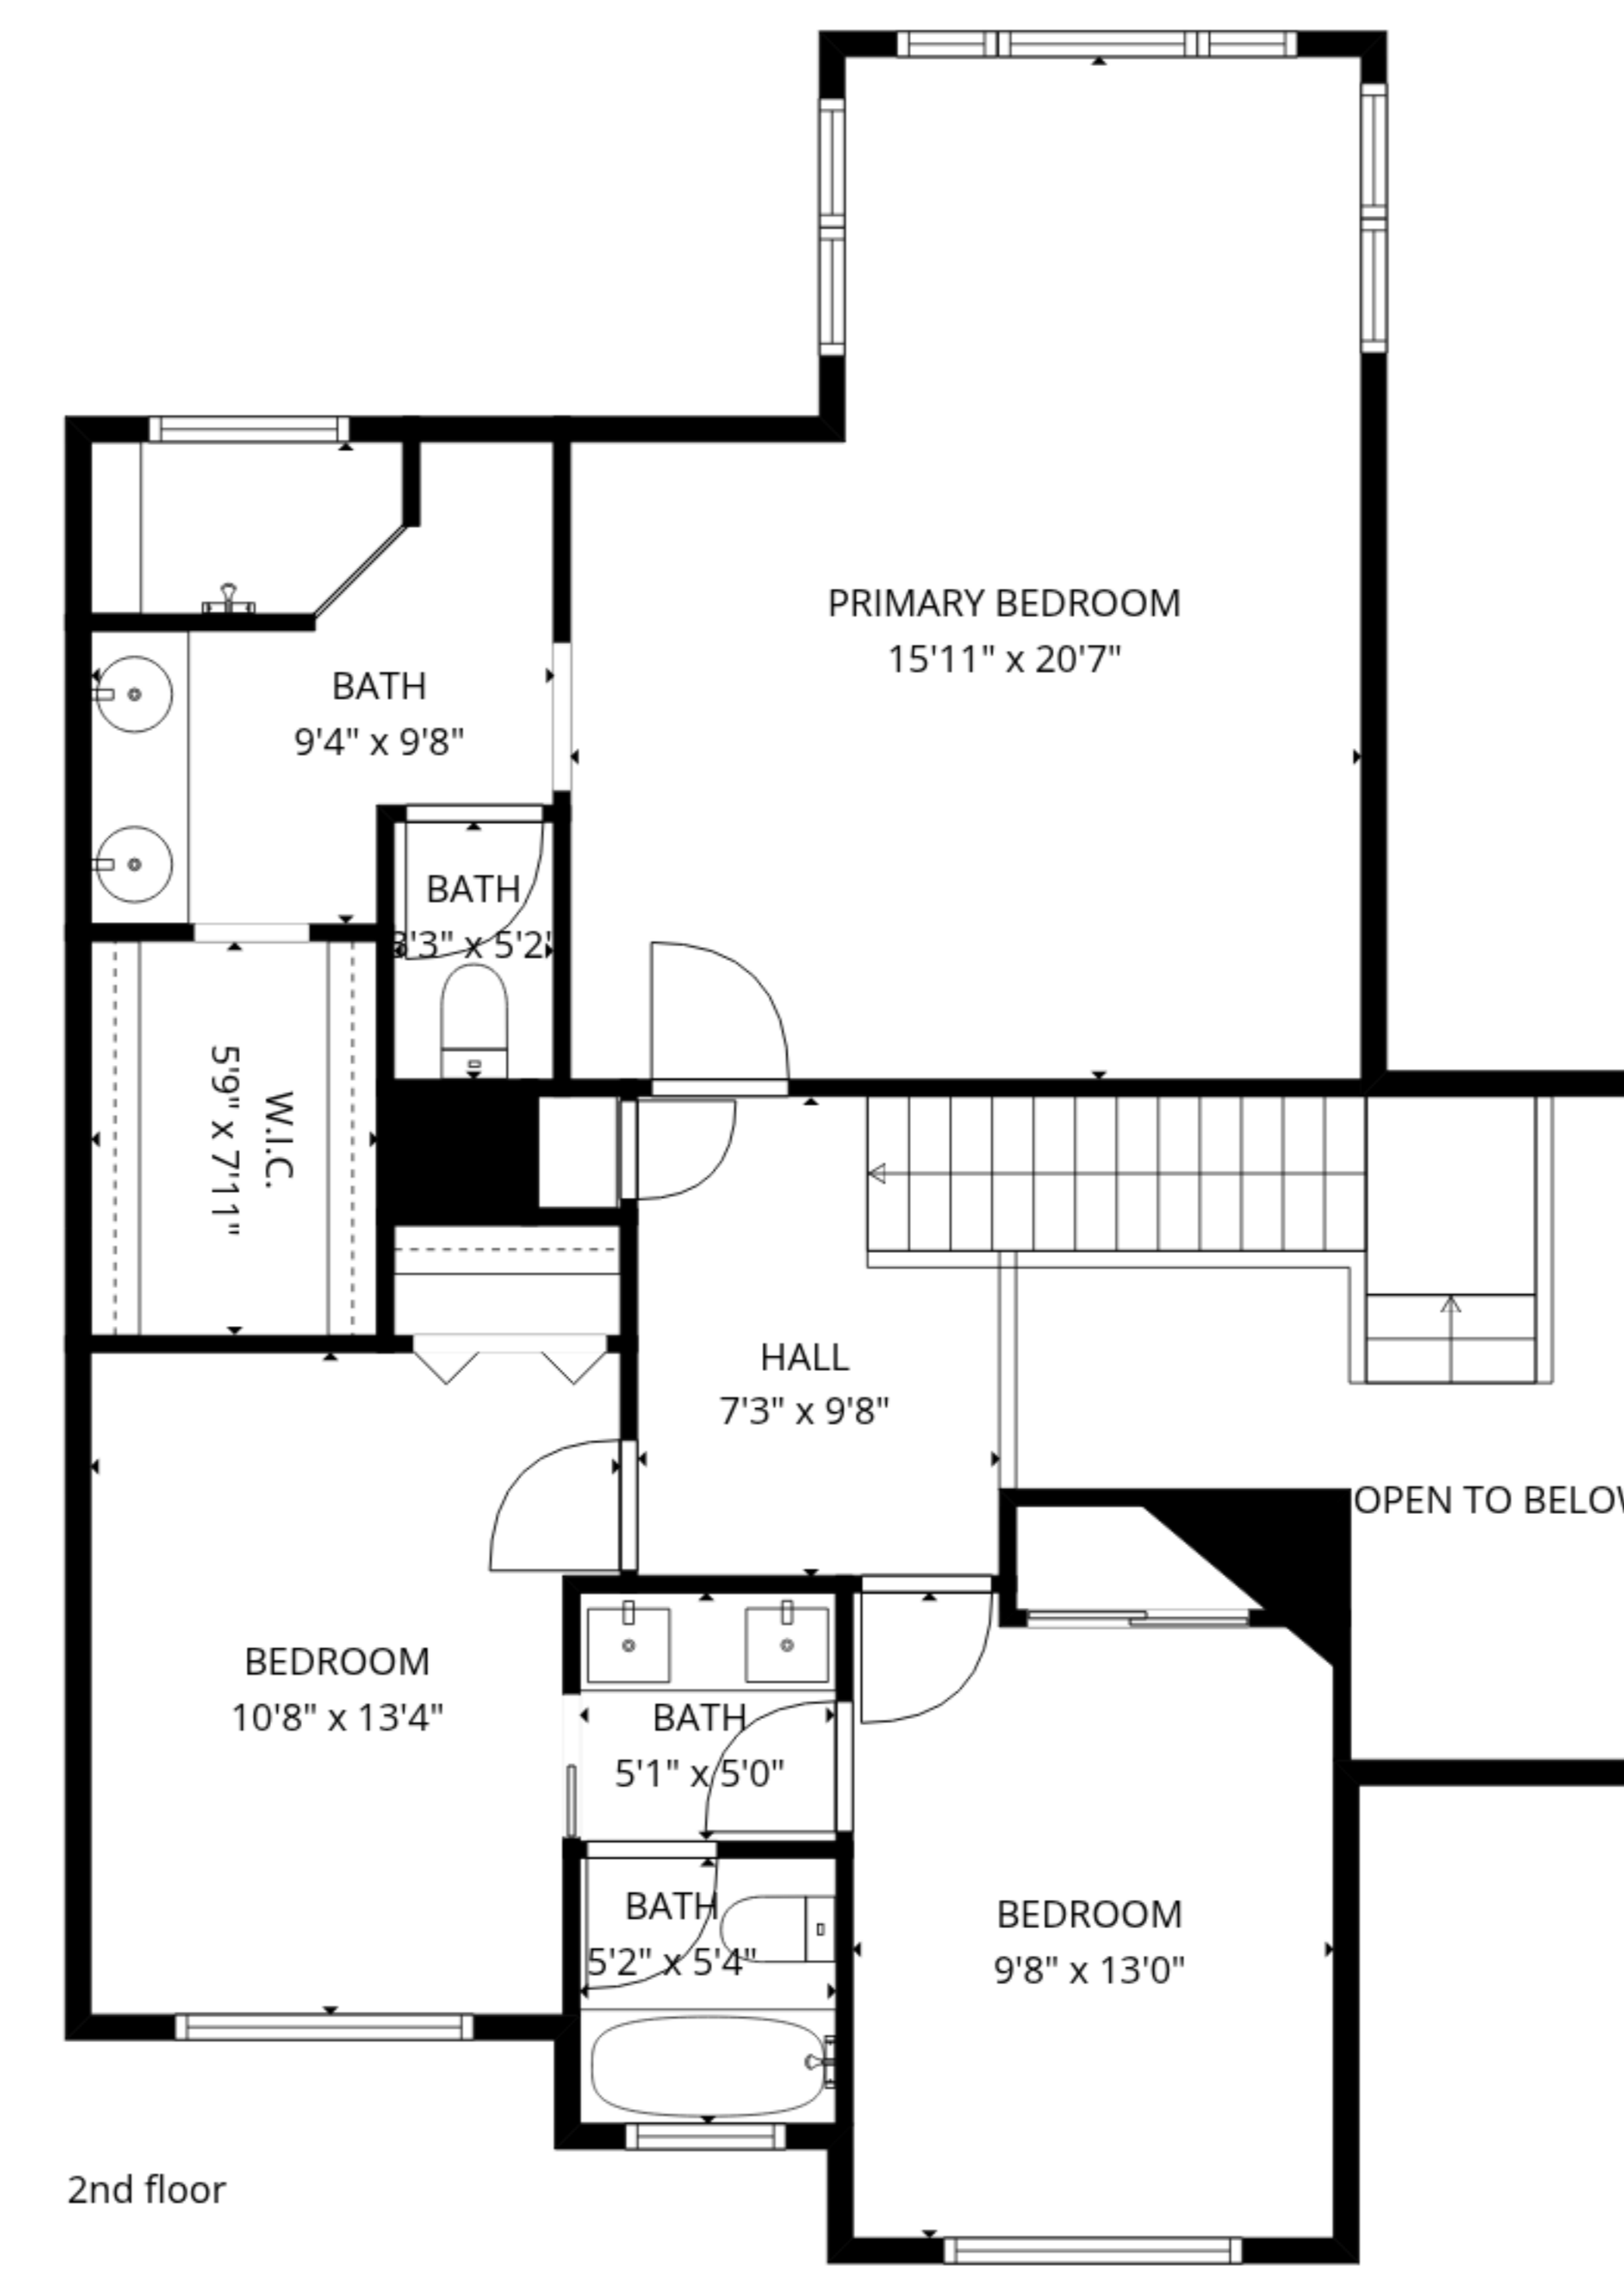 PRIMARY BEDROOM
15'11" x 20'7"
BATH
9'4" x 9'8"
BATH
3'3" x 5'2"
W.I.C.
5'9" x 7'11"
HALL
7'3" x 9'8"
OPEN TO BELOW
BEDROOM
10'8" x 13'4"
BATH
5'1" x 5'0"
BATH
5'2" x 5'4"
BEDROOM
9'8" x 13'0"
2nd floor